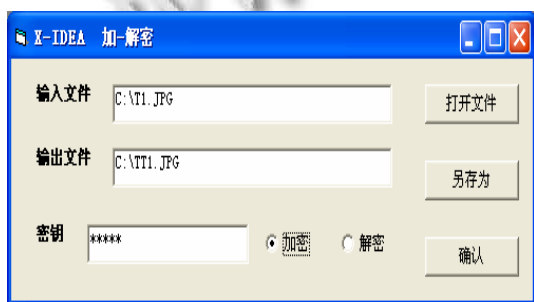 X-IDEA 加-解密
输入文件 C:\T1.JPG 打开文件
输出文件 C:\TT1.JPG 另存为
密钥 ***** 加密 解密 确认